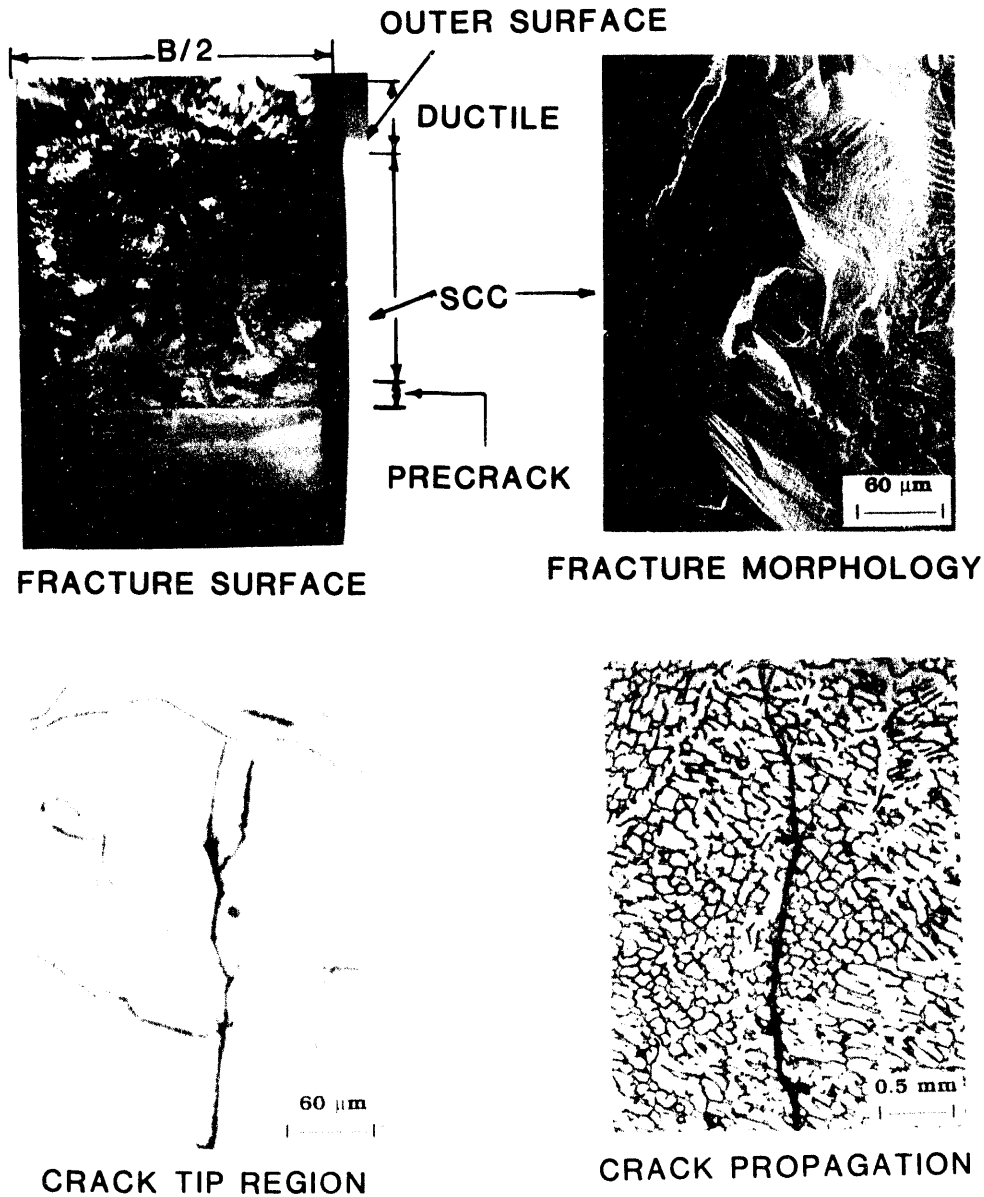 OUTER SURFACE
B/2
DUCTILE
SCC
PRECRACK
60 μm
FRACTURE SURFACE
FRACTURE MORPHOLOGY
60 μm
0.5 mm
CRACK TIP REGION
CRACK PROPAGATION